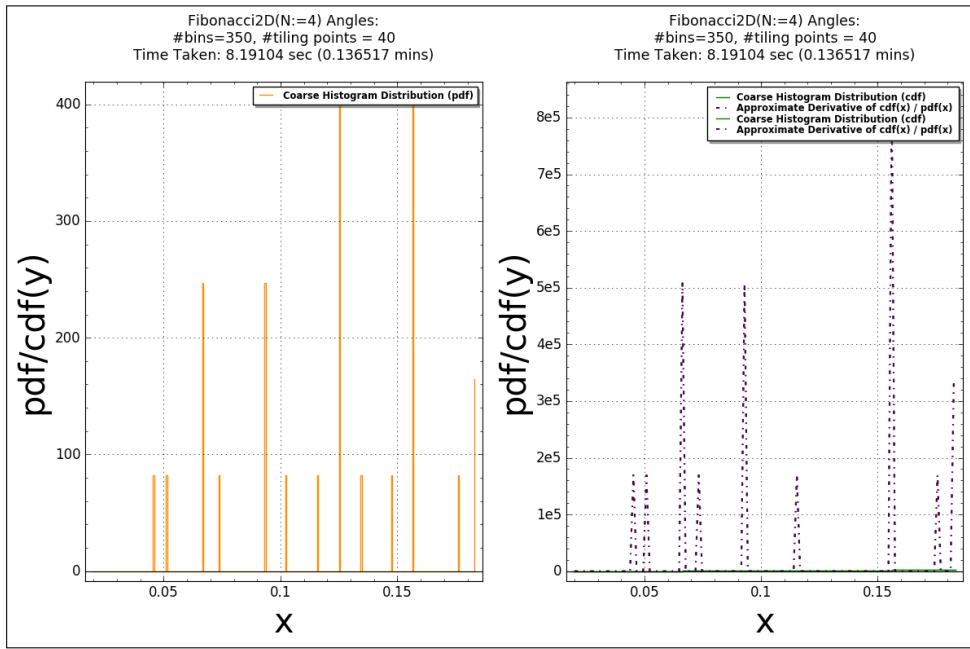 Fibonacci2D(N:=4) Angles:
#bins=350, #tiling points = 40
Time Taken: 8.19104 sec (0.136517 mins)
Coarse Histogram Distribution (pdf)
400
300
200
100
0
pdf/cdf(y)
0.05
0.1
0.15
x
Fibonacci2D(N:=4) Angles:
#bins=350, #tiling points = 40
Time Taken: 8.19104 sec (0.136517 mins)
Coarse Histogram Distribution (cdf)
Approximate Derivative of cdf(x) / pdf(x)
Coarse Histogram Distribution (cdf)
Approximate Derivative of cdf(x) / pdf(x)
8e5
7e5
6e5
5e5
4e5
3e5
2e5
1e5
0
pdf/cdf(y)
0.05
0.1
0.15
x